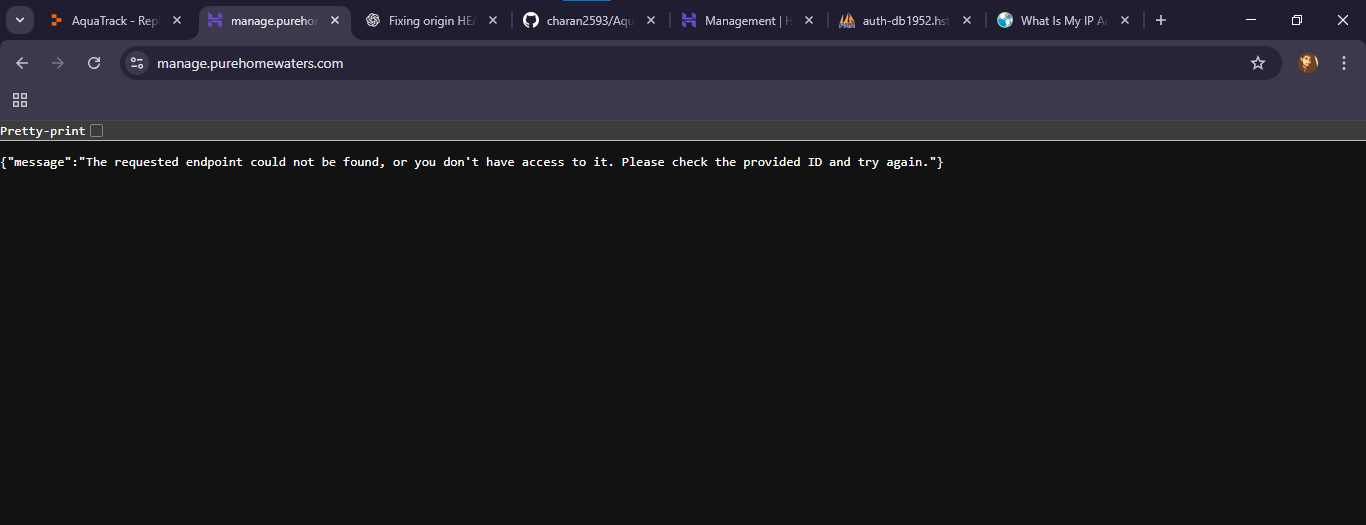 AquaTrack - Repl
manage.purehom
Fixing origin HEA
charan2593/Aqu
Management | H
auth-db1952.hst
What Is My IP Ad
manage.purehomewaters.com
Pretty-print
{"message":"The requested endpoint could not be found, or you don't have access to it. Please check the provided ID and try again."}